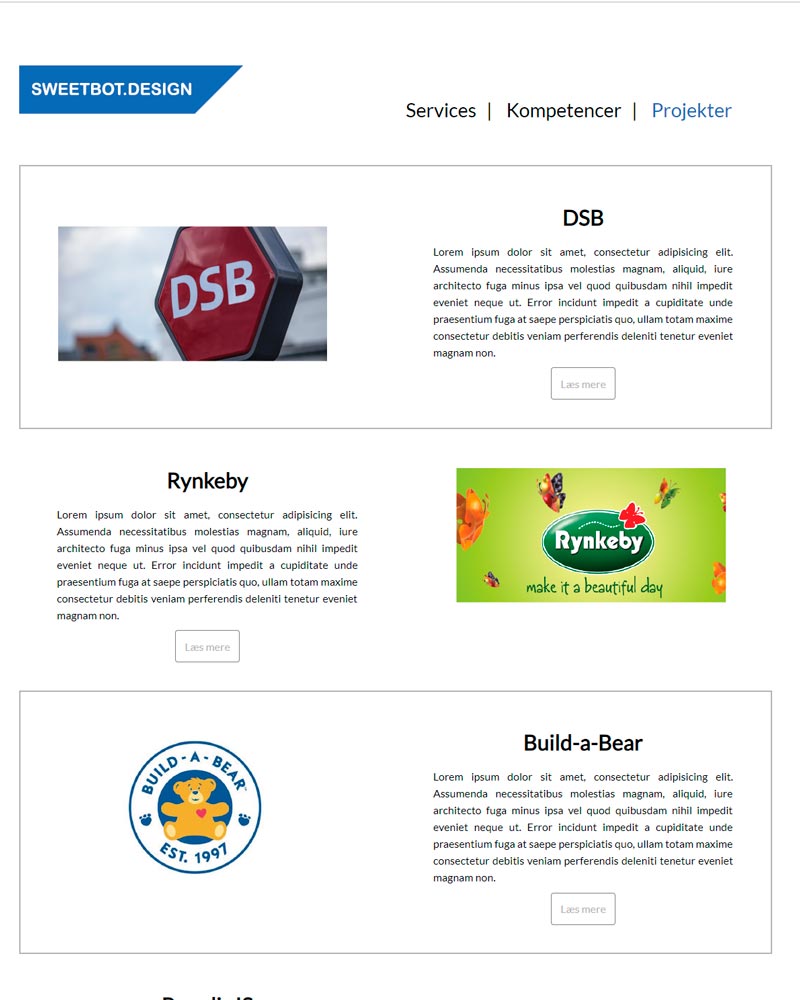 SWEETBOT.DESIGN
Services | Kompetencer | Projekter
DSB
DSB
Lorem ipsum dolor sit amet, consectetur adipisicing elit.
Assumenda necessitatibus molestias magnam, aliquid, iure
architecto fuga minus ipsa vel quod quibusdam nihil impedit
eveniet neque ut. Error incidunt impedit a cupiditate unde
praesentium fuga at saepe perspiciatis quo, ullam totam maxime
consectetur debitis veniam perferendis deleniti tenetur eveniet
magnam non.
Læs mere
Rynkeby
Lorem ipsum dolor sit amet, consectetur adipisicing elit.
Assumenda necessitatibus molestias magnam, aliquid, iure
architecto fuga minus ipsa vel quod quibusdam nihil impedit
eveniet neque ut. Error incidunt impedit a cupiditate unde
praesentium fuga at saepe perspiciatis quo, ullam totam maxime
consectetur debitis veniam perferendis deleniti tenetur eveniet
magnam non.
Læs mere
Rynkeby
make it a beautiful day
BUILD-A-BEAR
EST. 1997
Build-a-Bear
Lorem ipsum dolor sit amet, consectetur adipisicing elit.
Assumenda necessitatibus molestias magnam, aliquid, iure
architecto fuga minus ipsa vel quod quibusdam nihil impedit
eveniet neque ut. Error incidunt impedit a cupiditate unde
praesentium fuga at saepe perspiciatis quo, ullam totam maxime
consectetur debitis veniam perferendis deleniti tenetur eveniet
magnam non.
Læs mere